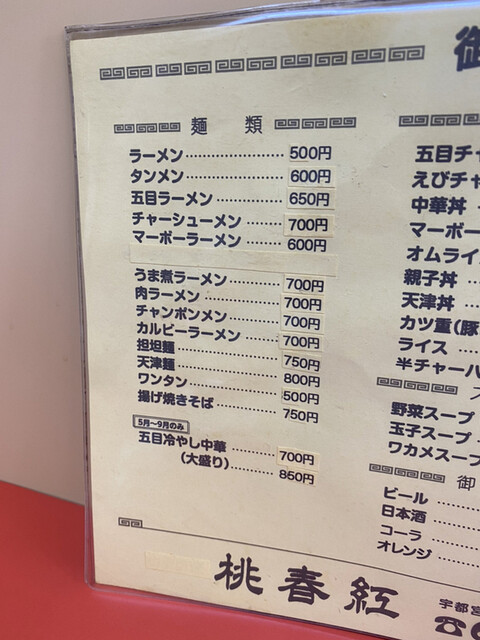 御
麺 類
ラーメン 500円
タンメン 600円
五目ラーメン 650円
チャーシューメン 700円
マーボーラーメン 600円
うま煮ラーメン 700円
肉ラーメン 700円
チャンポンメン 700円
カルビーラーメン 700円
担坦麺 750円
天津麺 800円
ワンタン 500円
揚げ焼きそば 750円
5月〜9月のみ
五目冷やし中華 700円
(大盛り) 850円
五目チャ
えびチャ
中華丼
マーボー
オムライ
親子丼
天津丼
カツ重(豚
ライス
半チャーハ
野菜スープ
玉子スープ
ワカメスープ
御
ビール
日本酒
コーラ
オレンジ
桃春紅
宇都宮
☎